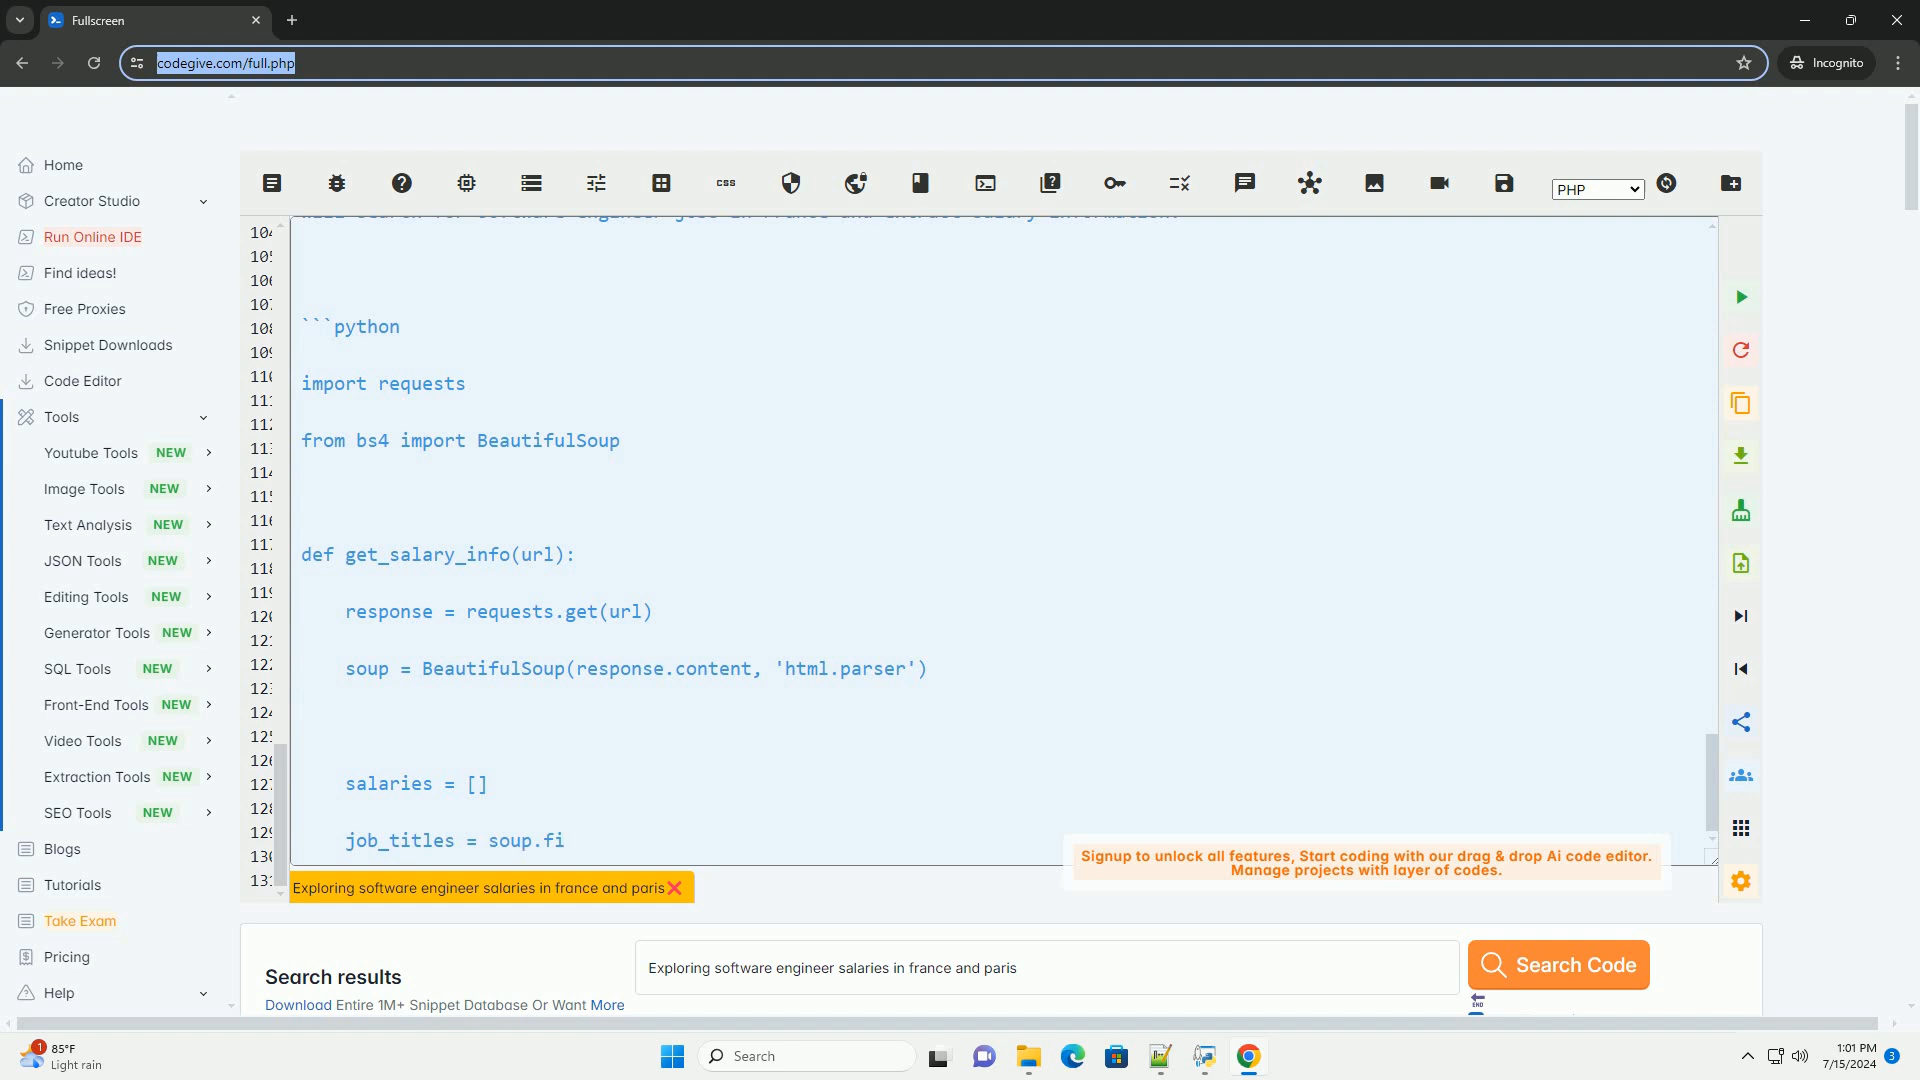 Fullscreen
codegive.com/full.php
Incognito
Home
Creator Studio
Run Online IDE
Find ideas!
Free Proxies
Snippet Downloads
Code Editor
Tools
Youtube Tools NEW
Image Tools NEW
Text Analysis NEW
JSON Tools NEW
Editing Tools NEW
Generator Tools NEW
SQL Tools NEW
Front-End Tools NEW
Video Tools NEW
Extraction Tools NEW
SEO Tools NEW
Blogs
Tutorials
Take Exam
Pricing
Help
css
PHP
```python
import requests
from bs4 import BeautifulSoup
def get_salary_info(url):
response = requests.get(url)
soup = BeautifulSoup(response.content, 'html.parser')
salaries = []
job_titles = soup.fi
Signup to unlock all features, Start coding with our drag & drop Ai code editor.
Manage projects with layer of codes.
Exploring software engineer salaries in france and paris
Search results
Download Entire 1M+ Snippet Database Or Want More
Exploring software engineer salaries in france and paris
Search Code
END
1
85°F
Light rain
Search
1:01 PM
7/15/2024
3